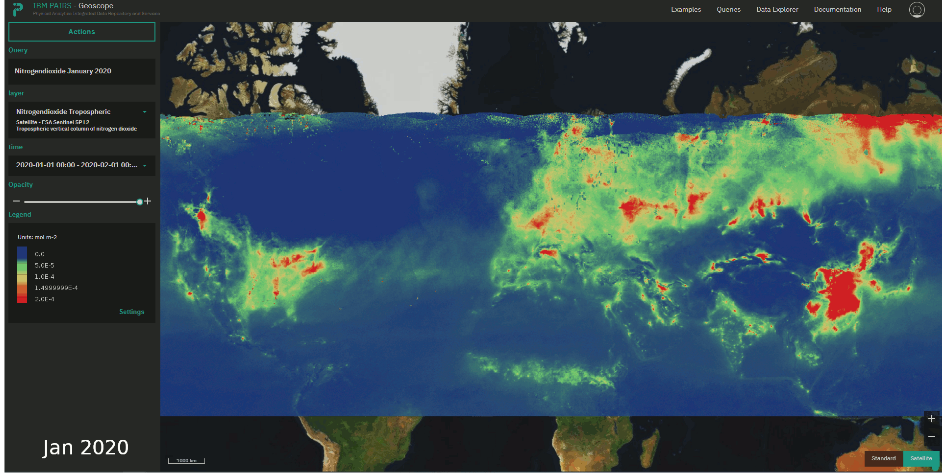 IBM PAIRS - Geoscope
Examples
Queries
Data Explorer
Documentation
Help
Actions
Query
Nitrogendioxide January 2020
layer
Nitrogendioxide Tropospheric
Satellite - ESA Sentinel 5P L2
Tropospheric vertical column of nitrogen dioxide
time
2020-01-01 00:00 - 2020-02-01 00:...
Opacity
Legend
Units: mol m-2
0.0
5.0E-5
1.0E-4
1.4999999E-4
2.0E-4
Settings
Jan 2020
1000 km
Standard
Satellite